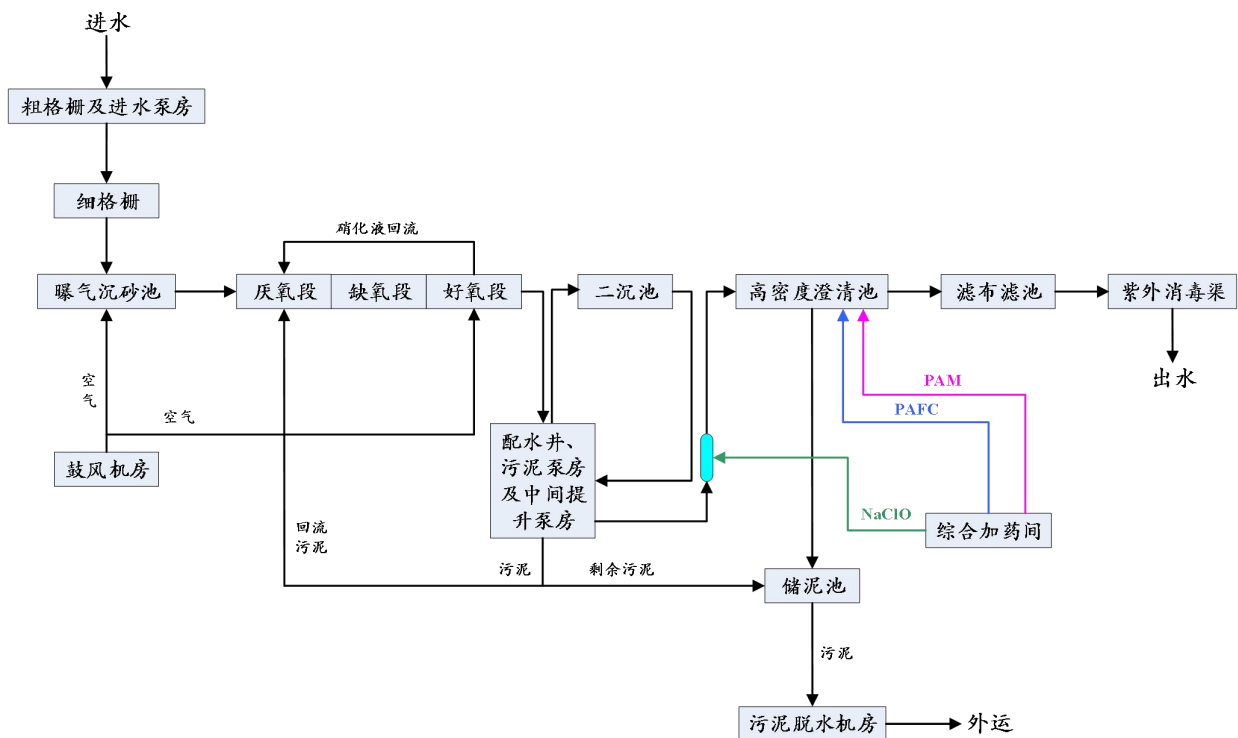 进水
粗格栅及进水泵房
细格栅
硝化液回流
曝气沉砂池
厌氧段
缺氧段
好氧段
二沉池
高密度澄清池
滤布滤池
紫外消毒渠
出水
空
气
空气
PAM
PAFC
鼓风机房
配水井、
污泥泵房
及中间提
升泵房
NaClO
综合加药间
回流
污泥
污泥
剩余污泥
储泥池
污泥
污泥脱水机房
外运